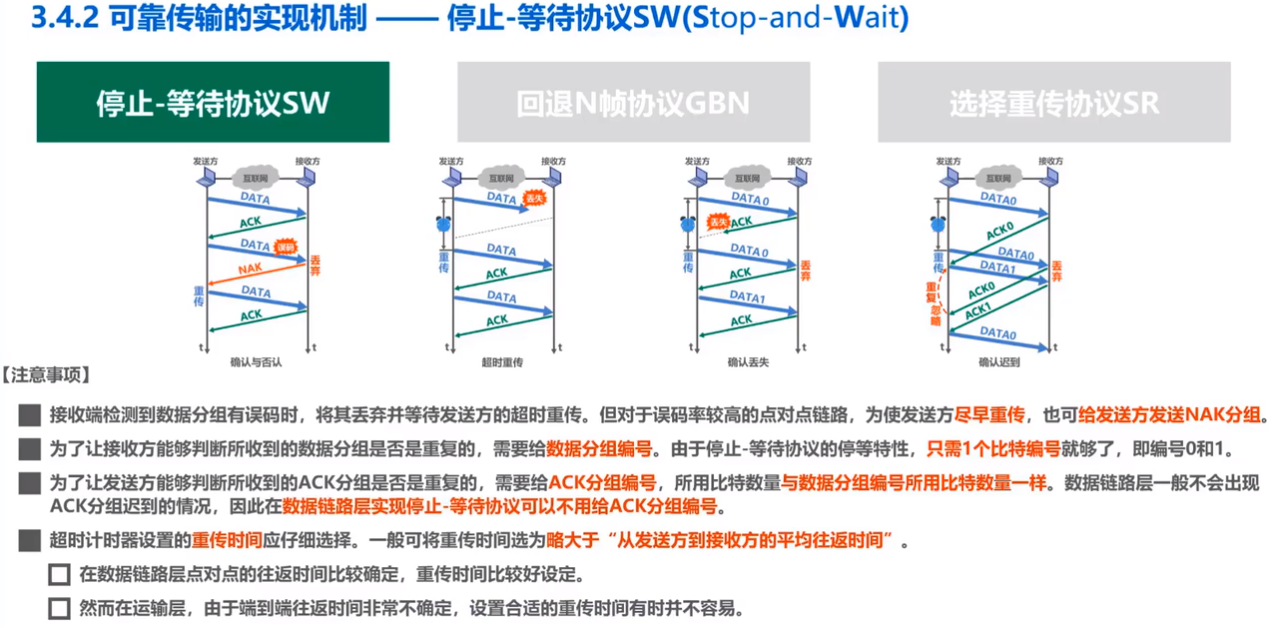 3.4.2 可靠传输的实现机制 —— 停止-等待协议SW(Stop-and-Wait)
停止-等待协议SW
回退N帧协议GBN
选择重传协议SR
发送方
接收方
互联网
DATA
ACK
DATA
误码
丢弃
NAK
重传
DATA
ACK
t
t
确认与否认
发送方
接收方
互联网
DATA
丢失
重传
DATA
ACK
DATA
ACK
t
t
超时重传
发送方
接收方
互联网
DATA0
丢失
ACK
重传
DATA0
丢弃
ACK
DATA1
ACK
t
t
确认丢失
发送方
接收方
互联网
DATA0
ACK0
重传
DATA0
DATA1
丢弃
重复
忽略
ACK0
ACK1
DATA0
t
t
确认迟到
【注意事项】
接收端检测到数据分组有误码时，将其丢弃并等待发送方的超时重传。但对于误码率较高的点对点链路，为使发送方尽早重传，也可给发送方发送NAK分组。
为了让接收方能够判断所收到的数据分组是否是重复的，需要给数据分组编号。由于停止-等待协议的停等特性，只需1个比特编号就够了，即编号0和1。
为了让发送方能够判断所收到的ACK分组是否是重复的，需要给ACK分组编号，所用比特数量与数据分组编号所用比特数量一样。数据链路层一般不会出现
ACK分组迟到的情况，因此在数据链路层实现停止-等待协议可以不用给ACK分组编号。
超时计时器设置的重传时间应仔细选择。一般可将重传时间选为略大于“从发送方到接收方的平均往返时间”。
在数据链路层点对点的往返时间比较确定，重传时间比较好设定。
然而在运输层，由于端到端往返时间非常不确定，设置合适的重传时间有时并不容易。